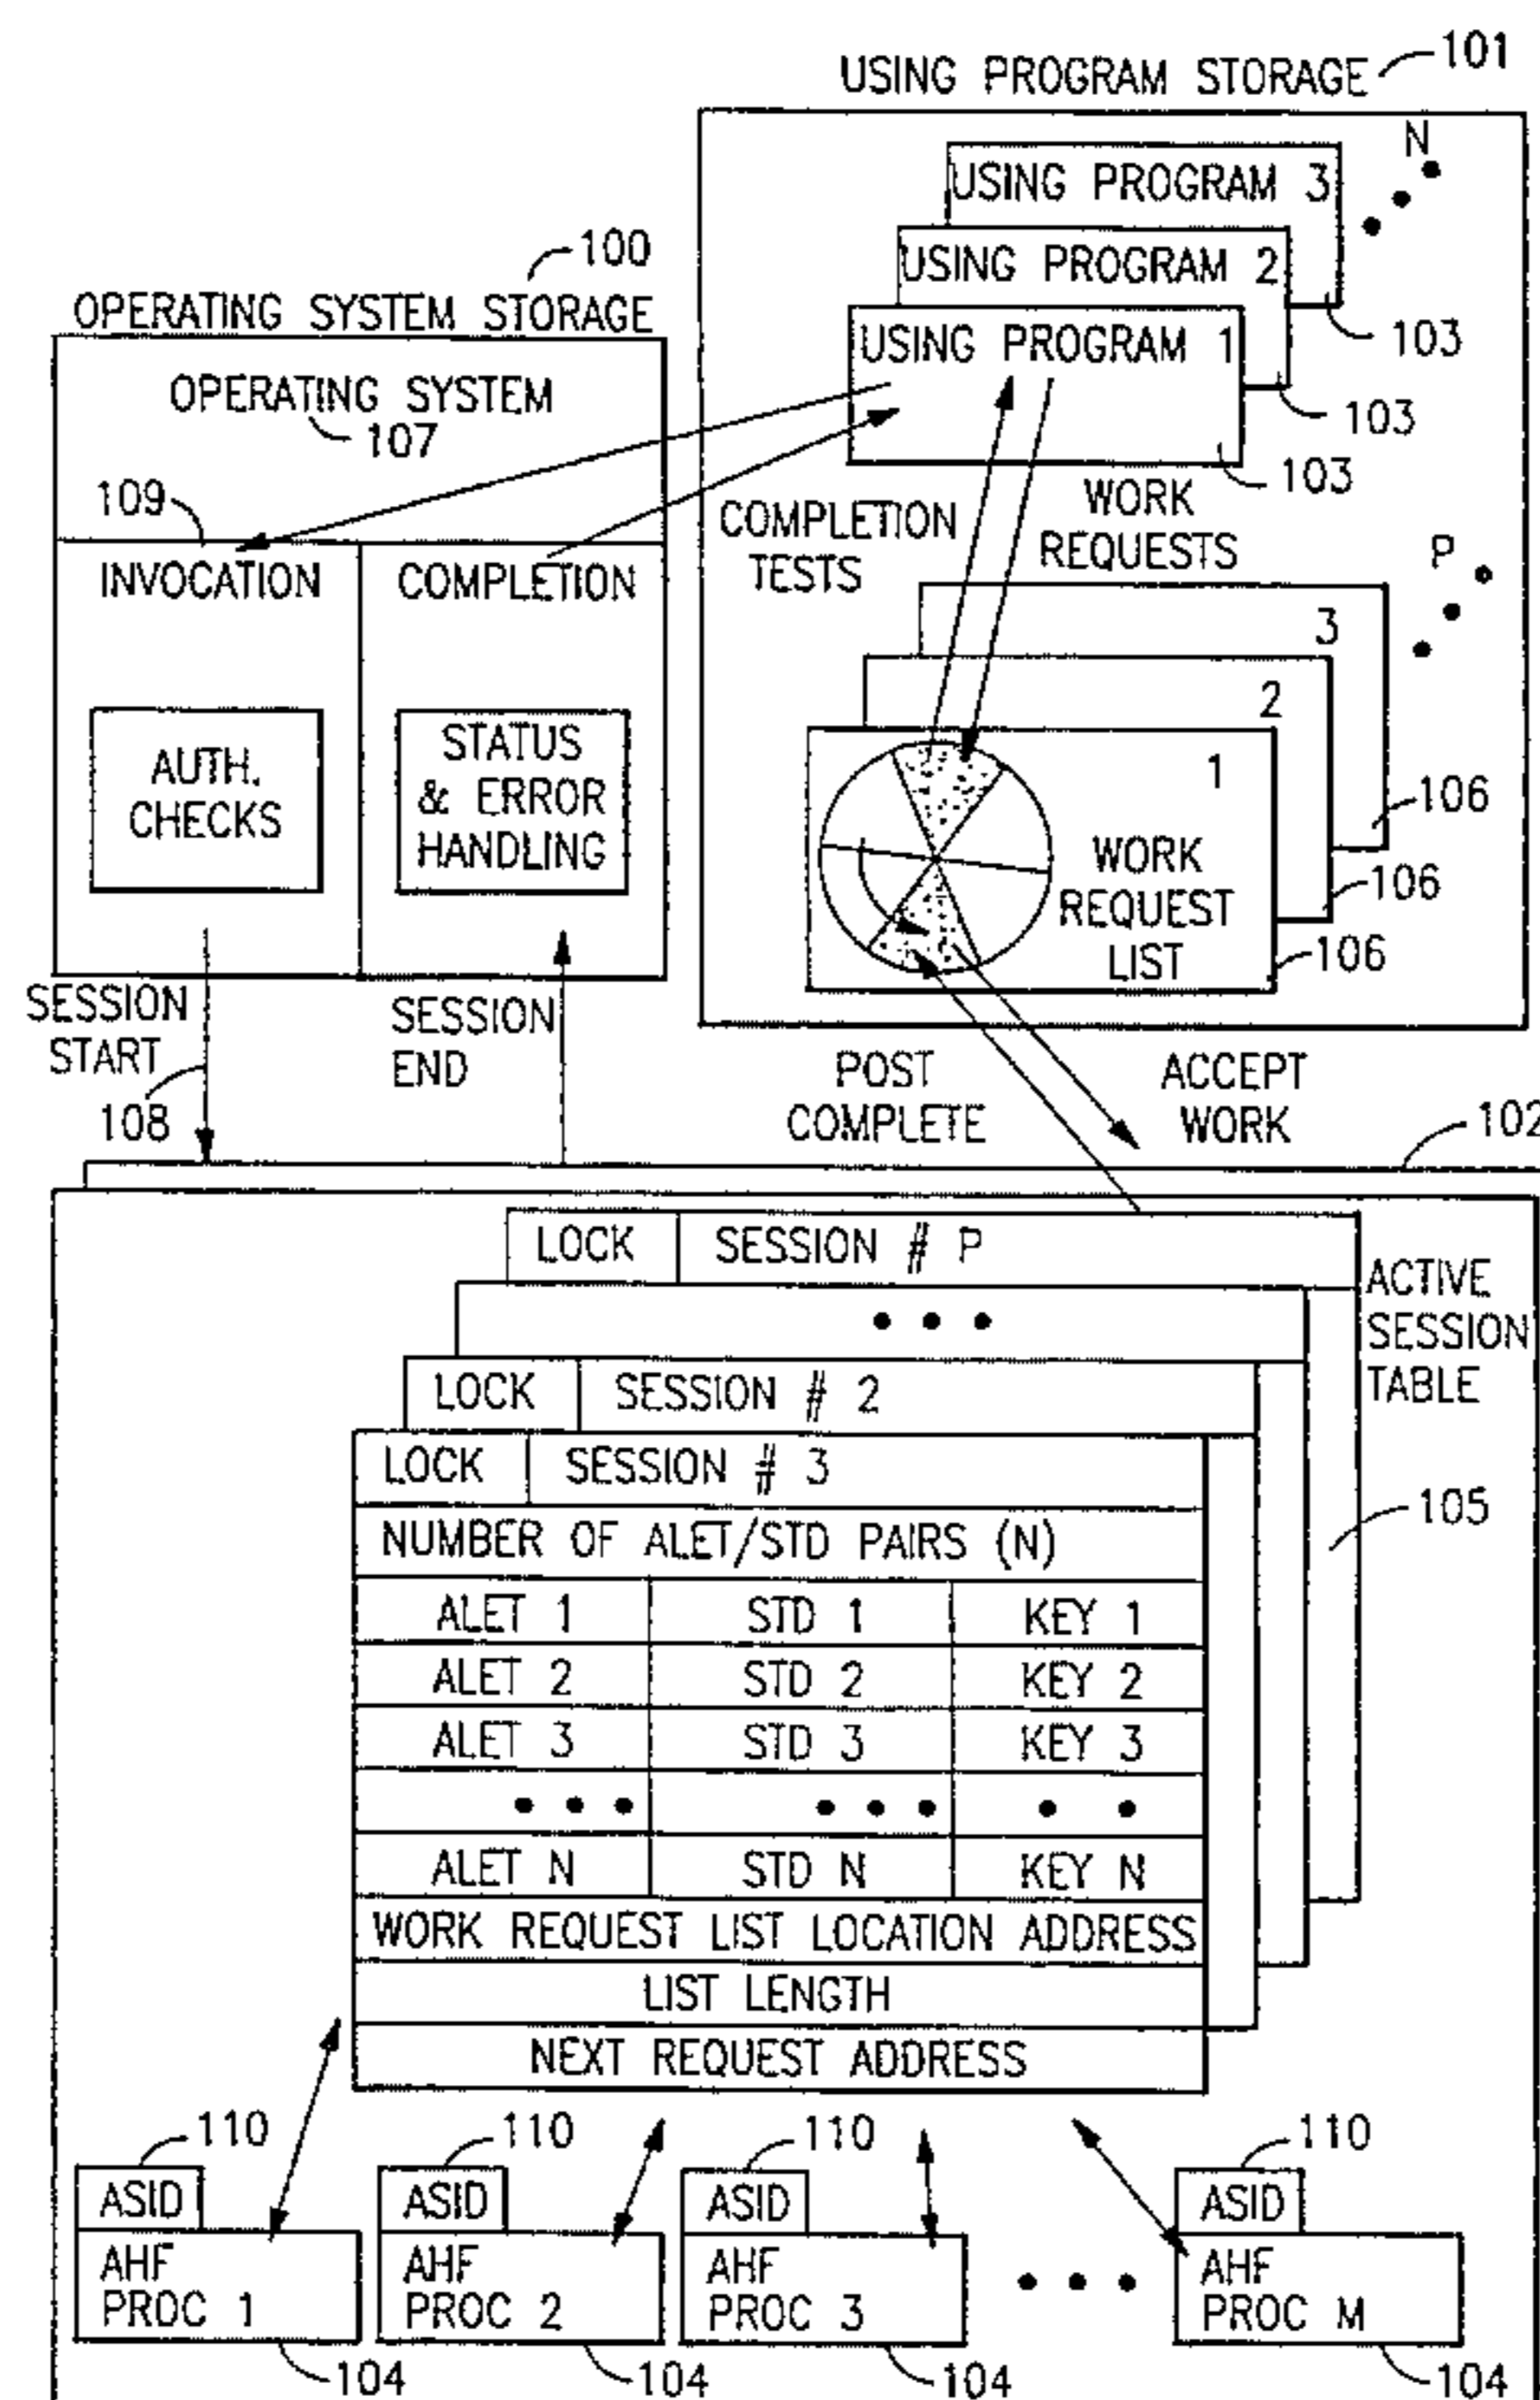 USING PROGRAM STORAGE 101
N
USING PROGRAM 3
USING PROGRAM 2
USING PROGRAM 1
103
103
103
100
OPERATING SYSTEM STORAGE
OPERATING SYSTEM
107
109
INVOCATION
COMPLETION
AUTH.
CHECKS
STATUS
& ERROR
HANDLING
COMPLETION
TESTS
WORK
REQUESTS
P
3
2
1
WORK
REQUEST
LIST
106
106
106
SESSION
START
108
SESSION
END
POST
COMPLETE
ACCEPT
WORK
102
LOCK SESSION # P
ACTIVE
SESSION
TABLE
LOCK SESSION # 2
LOCK SESSION # 3
105
NUMBER OF ALET/STD PAIRS (N)
ALET 1 STD 1 KEY 1
ALET 2 STD 2 KEY 2
ALET 3 STD 3 KEY 3
ALET N STD N KEY N
WORK REQUEST LIST LOCATION ADDRESS
LIST LENGTH
NEXT REQUEST ADDRESS
110 110 110 110
ASID ASID ASID ASID
AHF AHF AHF AHF
PROC 1 PROC 2 PROC 3 PROC M
104 104 104 104